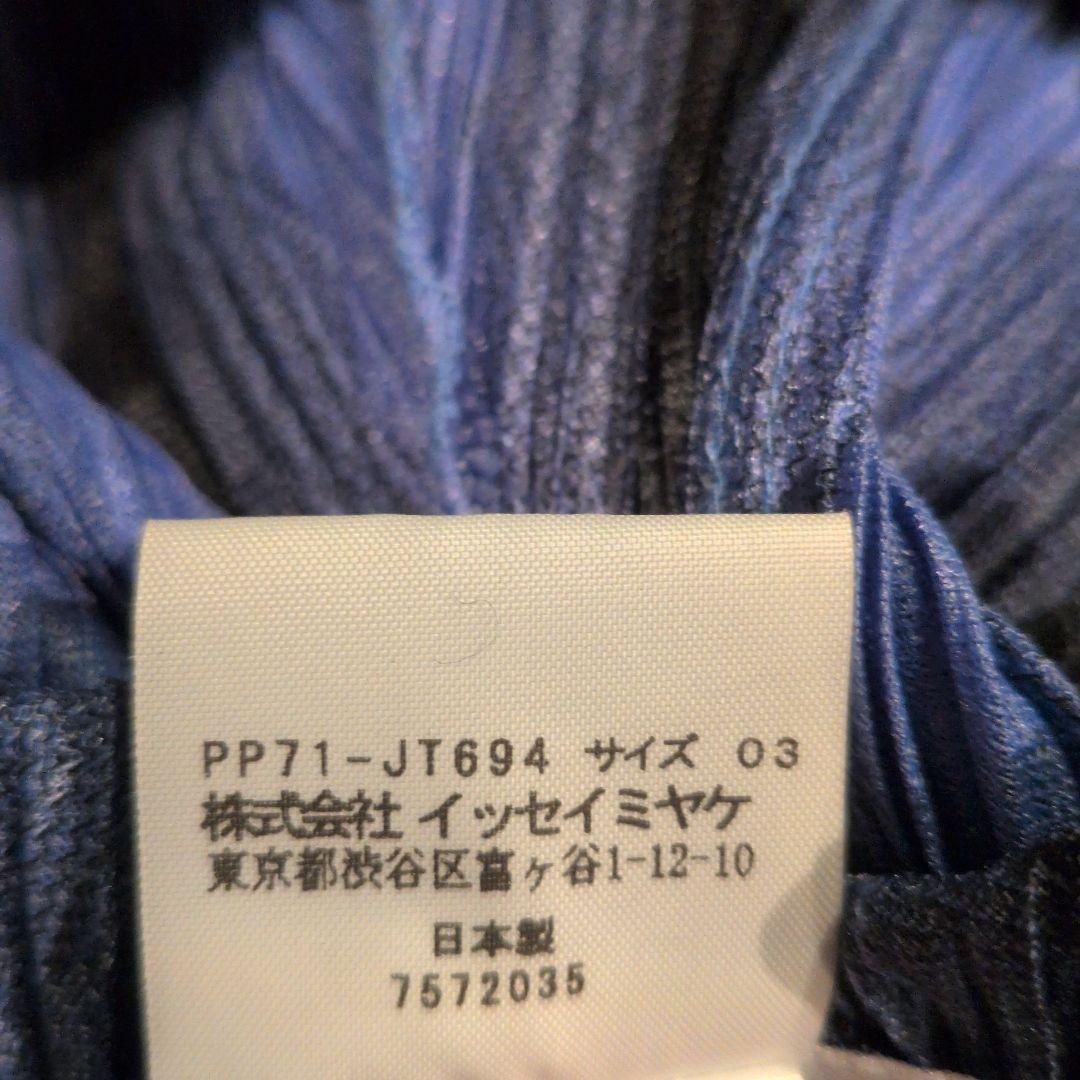 PP71-JT694 サイズ 03
株式会社 イッセイミヤケ
東京都渋谷区富ヶ谷1-12-10
日本製
7572035